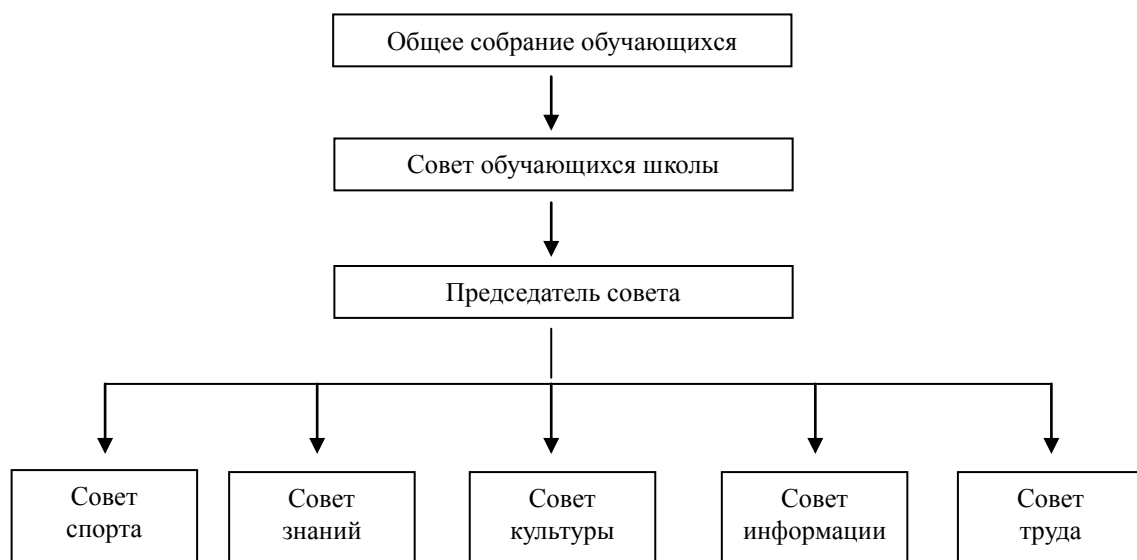 Общее собрание обучающихся
Совет обучающихся школы
Председатель совета
Совет
спорта
Совет
знаний
Совет
культуры
Совет
информации
Совет
труда